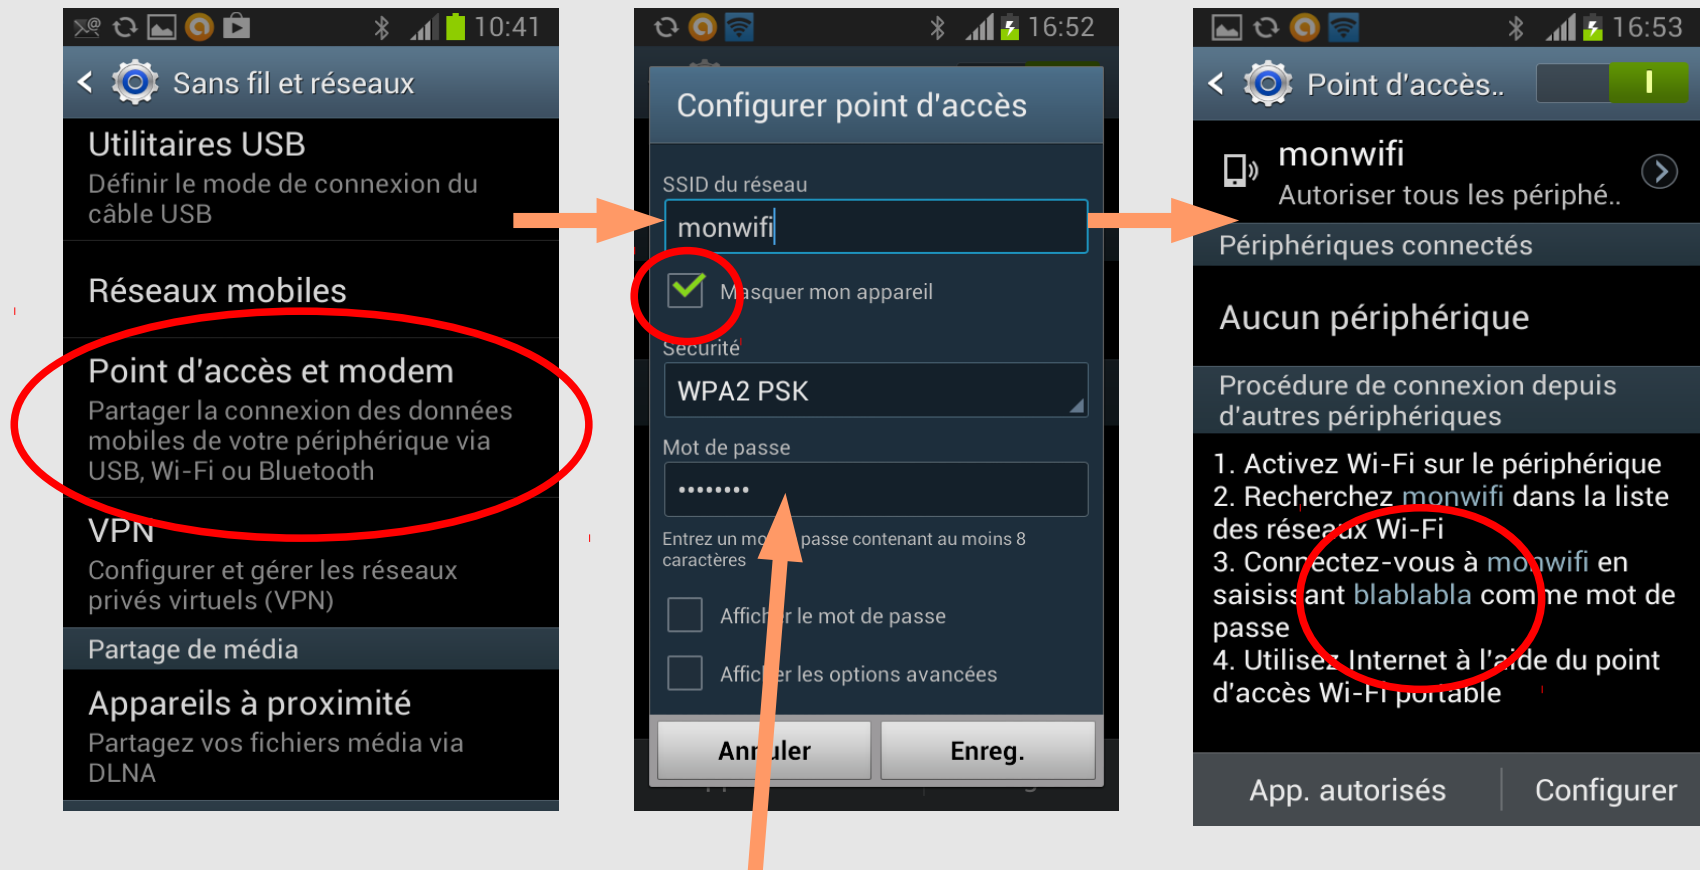 10:41
Sans fil et réseaux
Utilitaires USB
Définir le mode de connexion du
câble USB
Réseaux mobiles
Point d'accès et modem
Partager la connexion des données
mobiles de votre périphérique via
USB, Wi-Fi ou Bluetooth
VPN
Configurer et gérer les réseaux
privés virtuels (VPN)
Partage de média
Appareils à proximité
Partagez vos fichiers média via
DLNA
16:52
Configurer point d'accès
SSID du réseau
monwifi
Masquer mon appareil
Sécurité
WPA2 PSK
Mot de passe
••••••••
Entrez un mot de passe contenant au moins 8
caractères
Afficher le mot de passe
Afficher les options avancées
Annuler
Enreg.
16:53
Point d'accès..
monwifi
Autoriser tous les périphé..
Périphériques connectés
Aucun périphérique
Procédure de connexion depuis
d'autres périphériques
1. Activez Wi-Fi sur le périphérique
2. Recherchez monwifi dans la liste
des réseaux Wi-Fi
3. Connectez-vous à monwifi en
saisissant blablabla comme mot de
passe
4. Utilisez Internet à l'aide du point
d'accès Wi-Fi portable
App. autorisés
Configurer